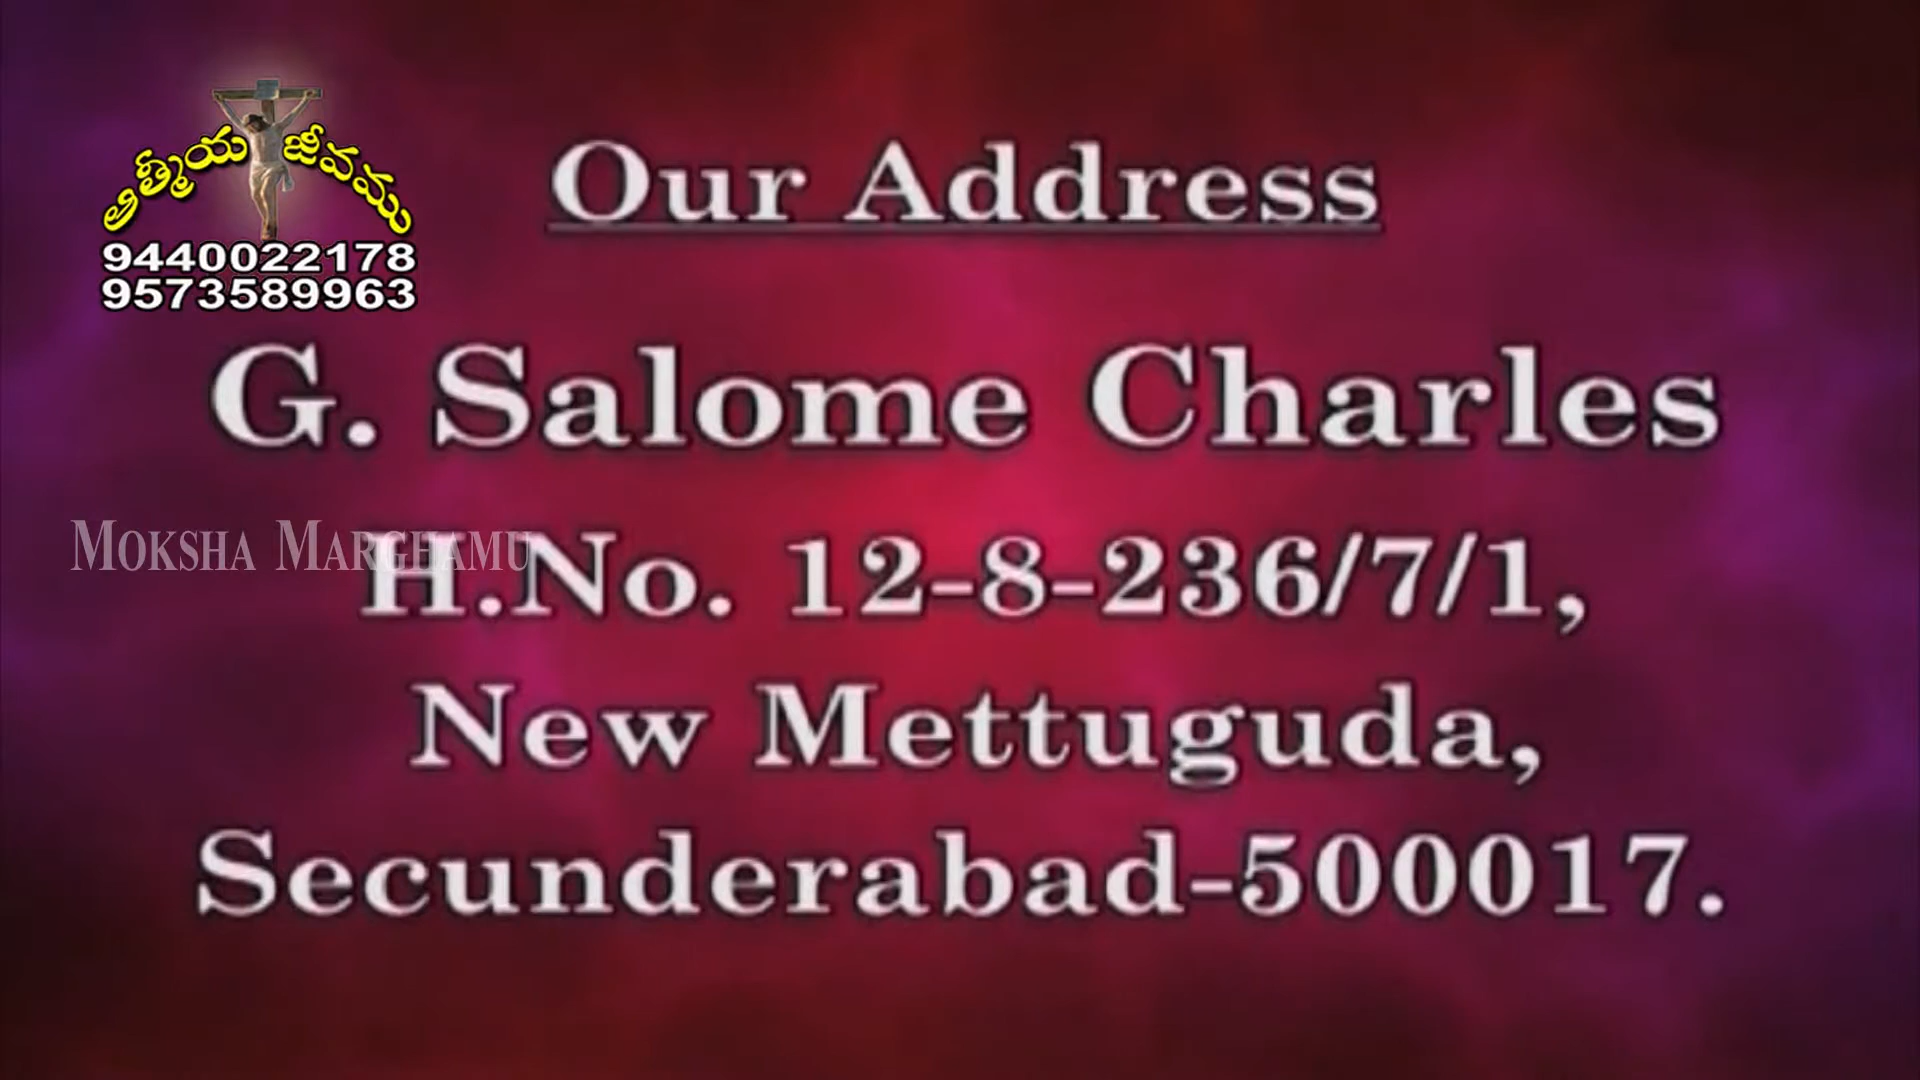 ఆత్మీయ జీవము
9440022178
9573589963
Our Address
G. Salome Charles
MOKSHA MARGHAMU
H.No. 12-8-236/7/1,
New Mettuguda,
Secunderabad-500017.